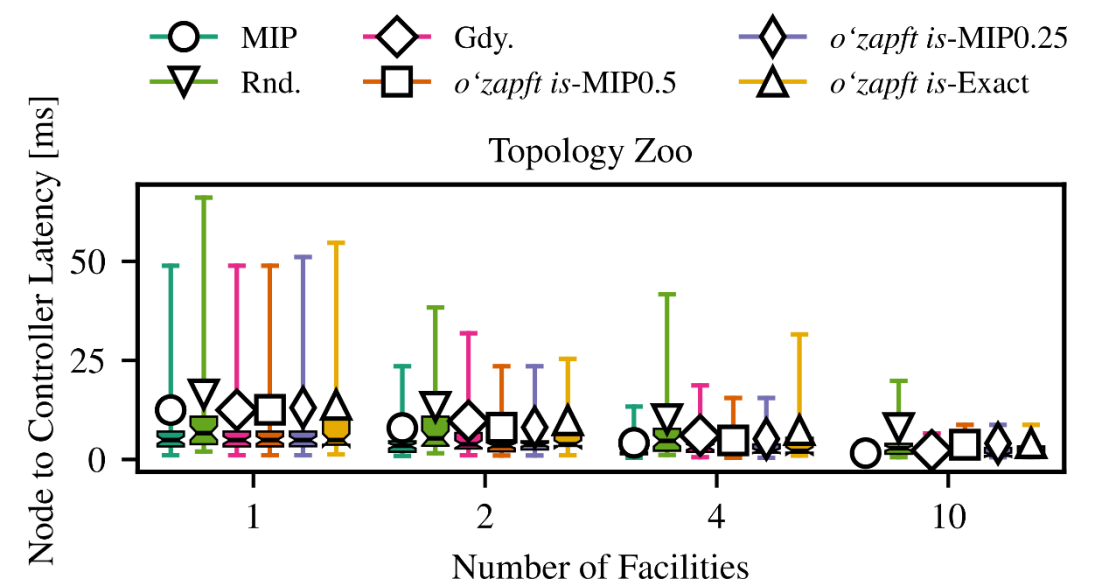 MIP Gdy. o‘zapft is-MIP0.25
Rnd. o‘zapft is-MIP0.5 o‘zapft is-Exact
Topology Zoo
Node to Controller Latency [ms]
50
25
0
1 2 4 10
Number of Facilities